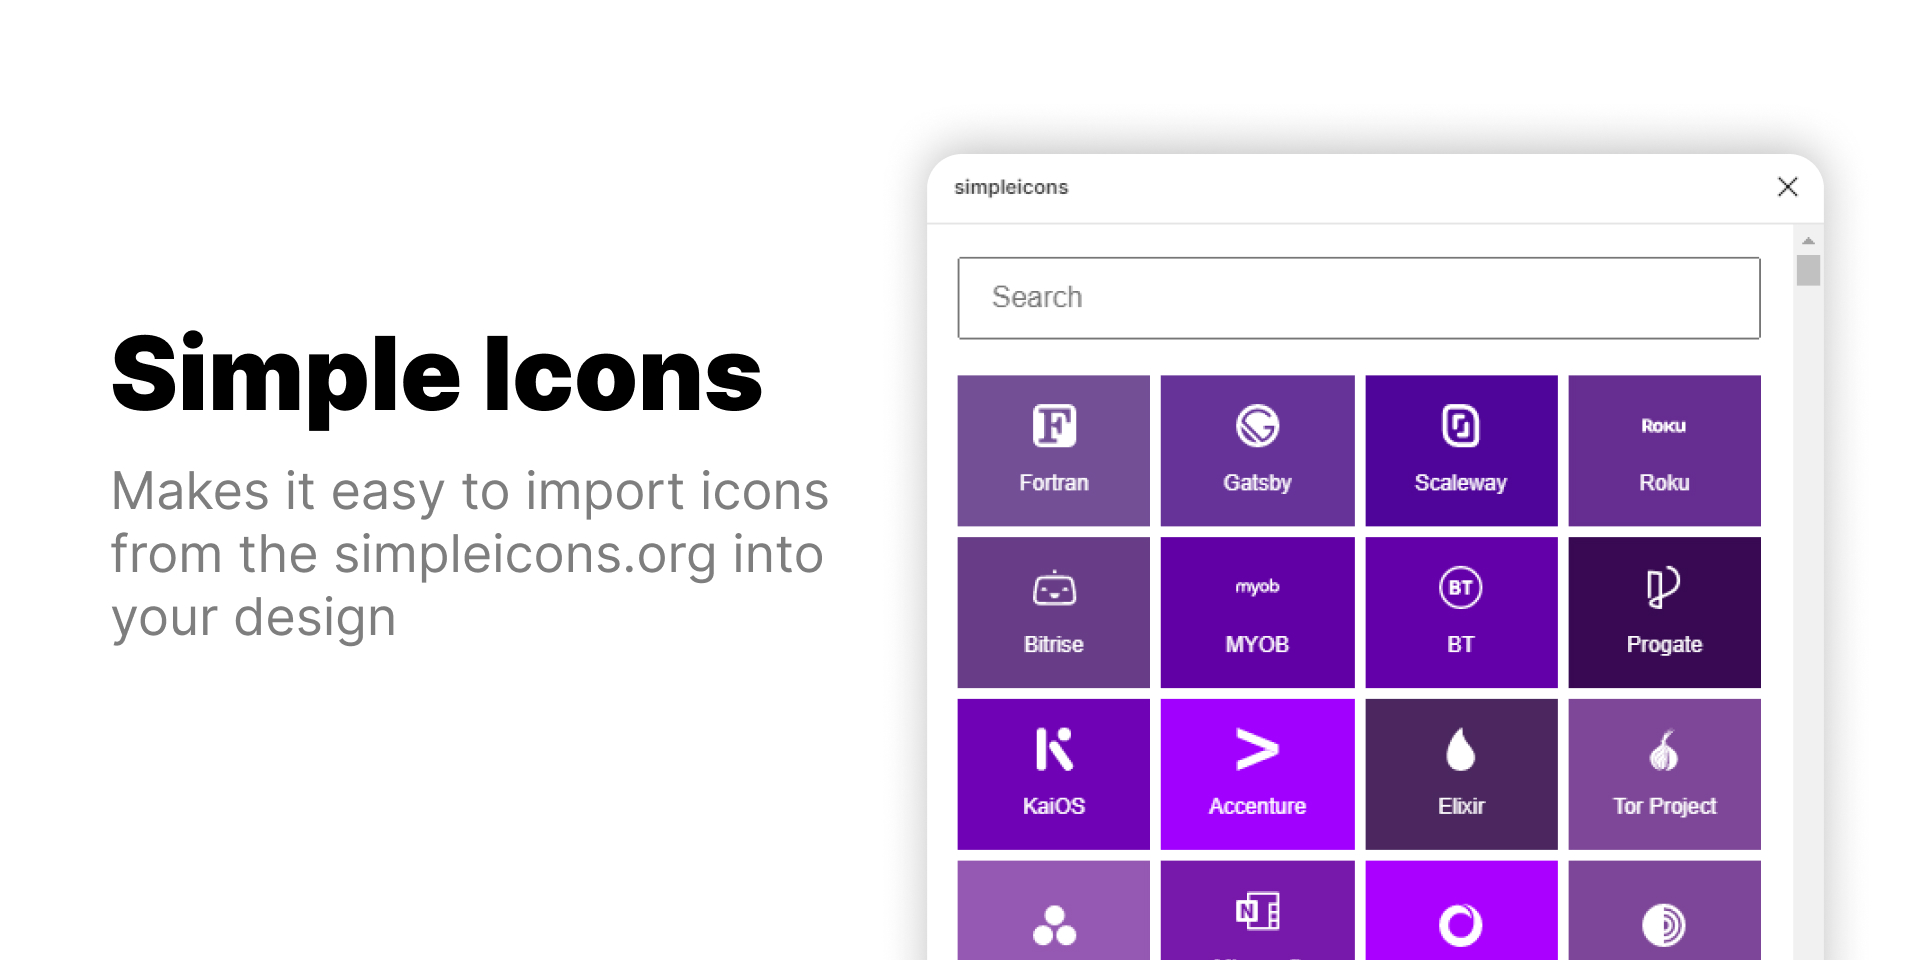 Simple Icons
Makes it easy to import icons
from the simpleicons.org into
your design
simpleicons
Search
F
Fortran
G
Gatsby
Scaleway
Roku
Roku
Bitrise
myob
MYOB
BT
BT
Progate
KaiOS
Accenture
Elixir
Tor Project
N